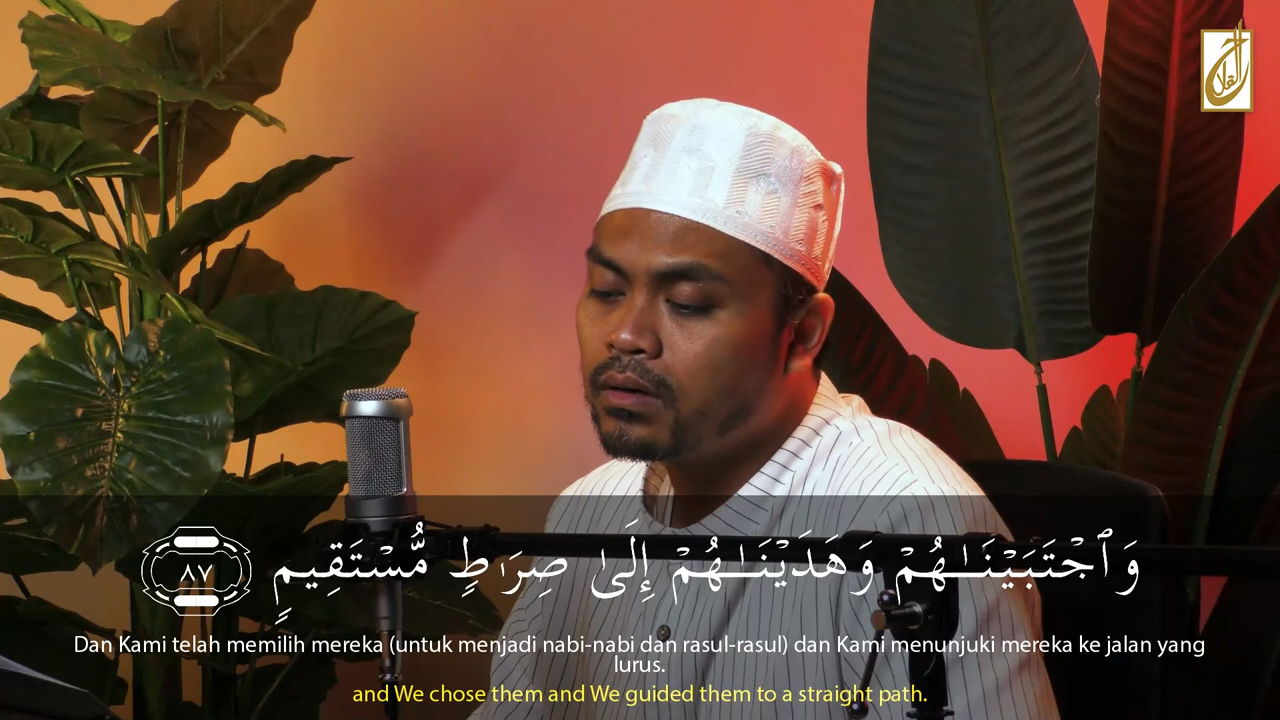 وَٱجْتَبَيْنَـٰهُمْ وَهَدَيْنَـٰهُمْ إِلَىٰ صِرَٰطٍ مُّسْتَقِيمٍ ٨٧
Dan Kami telah memilih mereka (untuk menjadi nabi-nabi dan rasul-rasul) dan Kami menunjuki mereka ke jalan yang
lurus.
and We chose them and We guided them to a straight path.